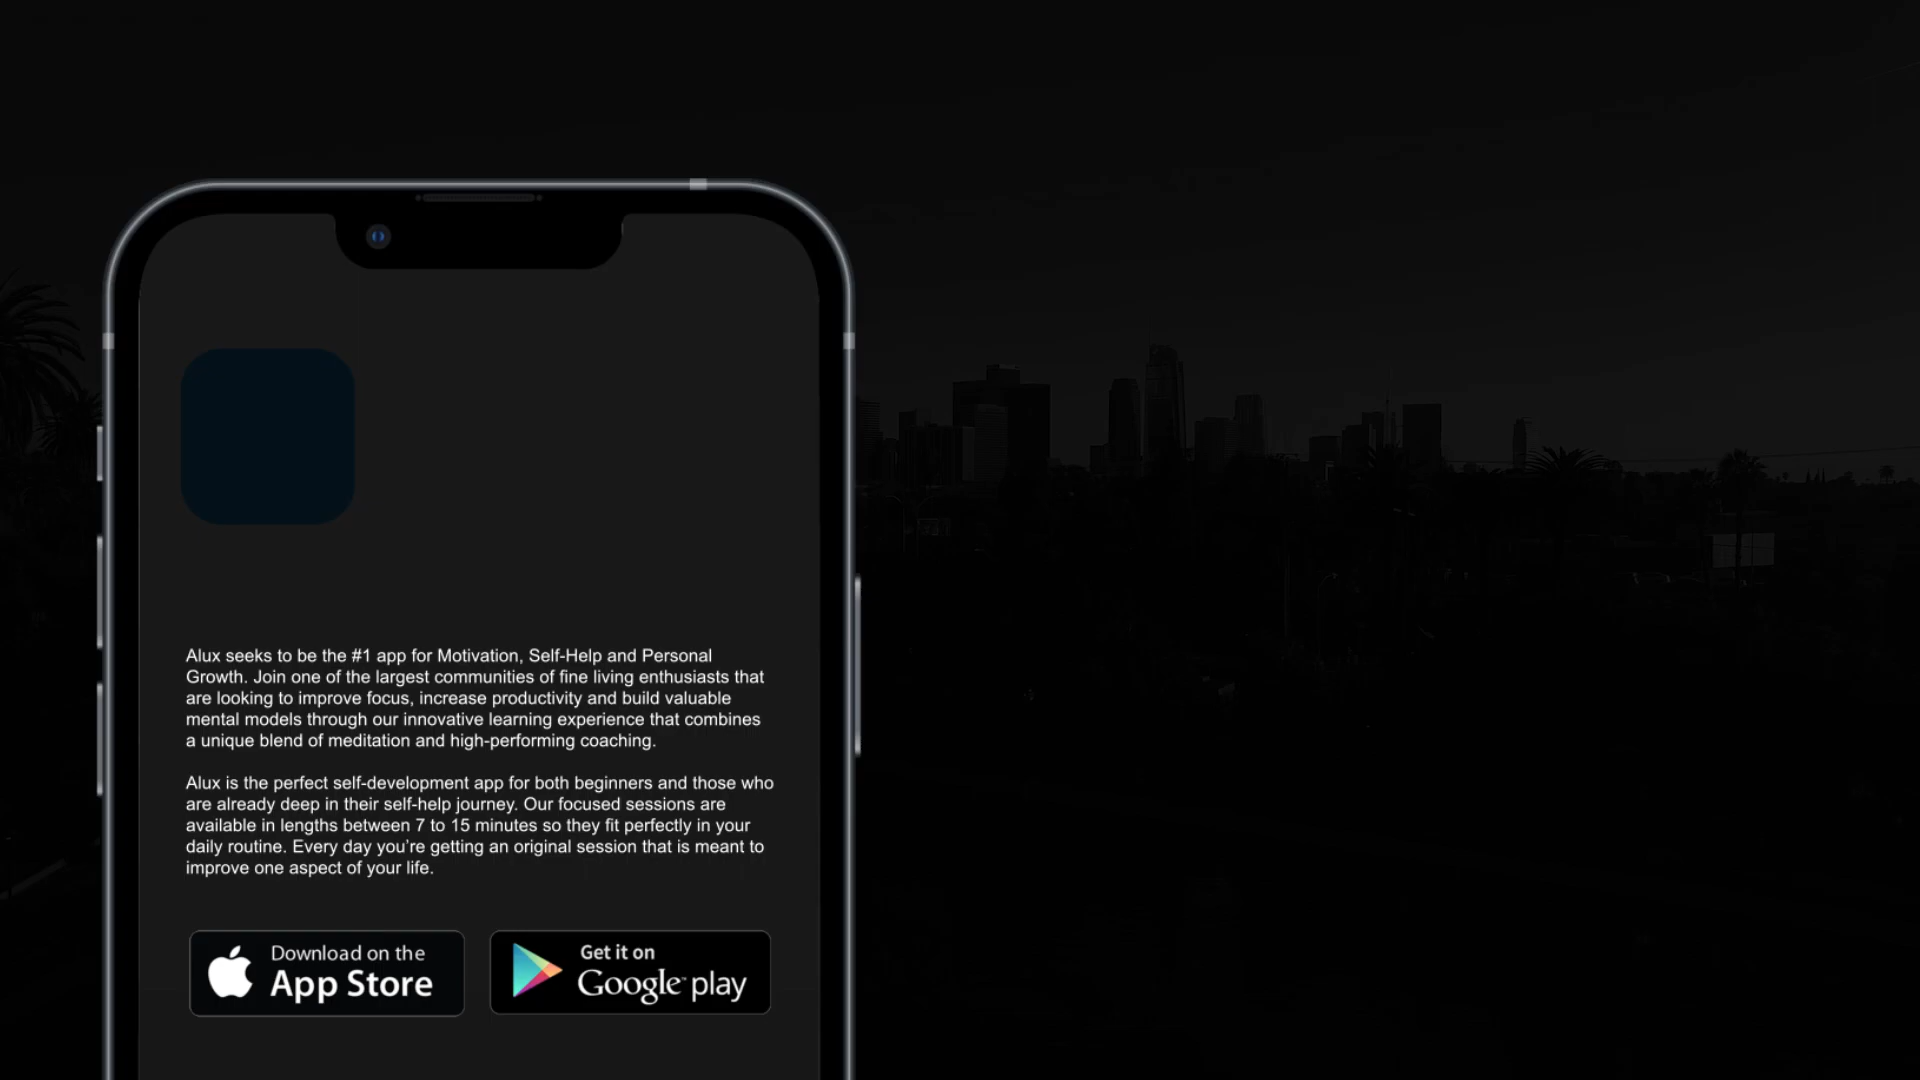 Alux seeks to be the #1 app for Motivation, Self-Help and Personal
Growth. Join one of the largest communities of fine living enthusiasts that
are looking to improve focus, increase productivity and build valuable
mental models through our innovative learning experience that combines
a unique blend of meditation and high-performing coaching.
Alux is the perfect self-development app for both beginners and those who
are already deep in their self-help journey. Our focused sessions are
available in lengths between 7 to 15 minutes so they fit perfectly in your
daily routine. Every day you’re getting an original session that is meant to
improve one aspect of your life.
Download on the
App Store
Get it on
Google play